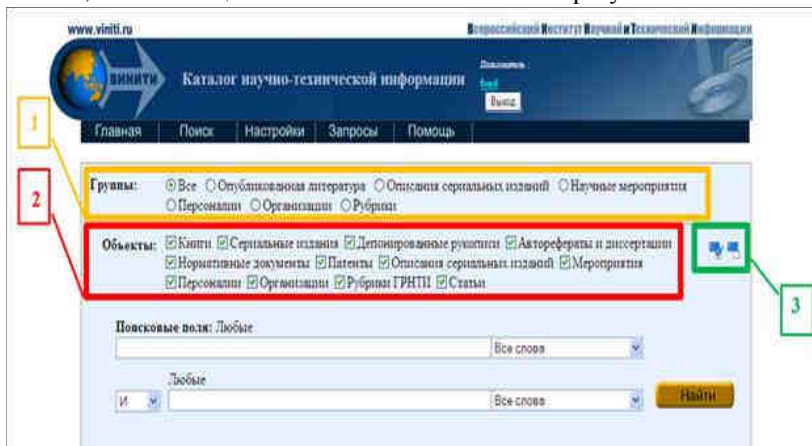 www.viniti.ru
Всероссийский Институт Научной и Технической Информации
ВИНИТИ
Каталог научно-технической информации
Пользователь:
Выход
Главная Поиск Настройки Запросы Помощь
1
Группы: Все Опубликованная литература Описания сериальных изданий Научные мероприятия
Персоналии Организации Рубрики
2
Объекты: Книги Сериальные издания Депонированные рукописи Авторефераты и диссертации
Нормативные документы Патенты Описания сериальных изданий Мероприятия
Персоналии Организации Рубрики ГРНТИ Статьи
3
Поисковые поля: Любые
Все слова
Любые
И Все слова Найти